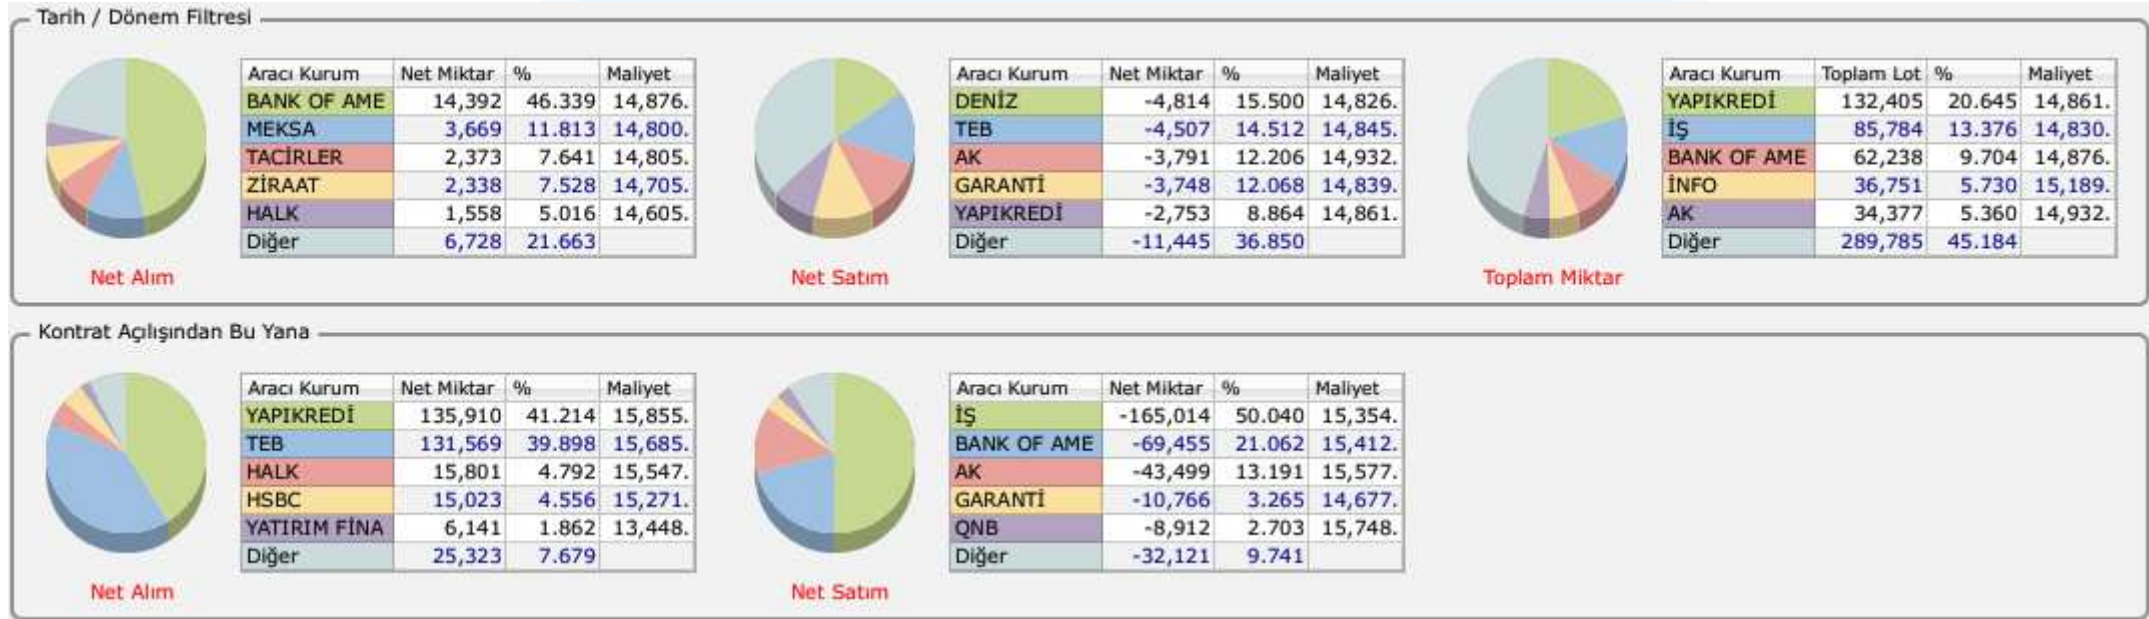 Tarih / Dönem Filtresi
Aracı Kurum Net Miktar % Maliyet
BANK OF AME 14,392 46.339 14,876.
MEKSA 3,669 11.813 14,800.
TACİRLER 2,373 7.641 14,805.
ZİRAAT 2,338 7.528 14,705.
HALK 1,558 5.016 14,605.
Diğer 6,728 21.663
Net Alım
Aracı Kurum Net Miktar % Maliyet
DENİZ -4,814 15.500 14,826.
TEB -4,507 14.512 14,845.
AK -3,791 12.206 14,932.
GARANTİ -3,748 12.068 14,839.
YAPIKREDİ -2,753 8.864 14,861.
Diğer -11,445 36.850
Net Satım
Aracı Kurum Toplam Lot % Maliyet
YAPIKREDİ 132,405 20.645 14,861.
İŞ 85,784 13.376 14,830.
BANK OF AME 62,238 9.704 14,876.
İNFO 36,751 5.730 15,189.
AK 34,377 5.360 14,932.
Diğer 289,785 45.184
Toplam Miktar
Kontrat Açılışından Bu Yana
Aracı Kurum Net Miktar % Maliyet
YAPIKREDİ 135,910 41.214 15,855.
TEB 131,569 39.898 15,685.
HALK 15,801 4.792 15,547.
HSBC 15,023 4.556 15,271.
YATIRIM FİNA 6,141 1.862 13,448.
Diğer 25,323 7.679
Net Alım
Aracı Kurum Net Miktar % Maliyet
İŞ -165,014 50.040 15,354.
BANK OF AME -69,455 21.062 15,412.
AK -43,499 13.191 15,577.
GARANTİ -10,766 3.265 14,677.
QNB -8,912 2.703 15,748.
Diğer -32,121 9.741
Net Satım